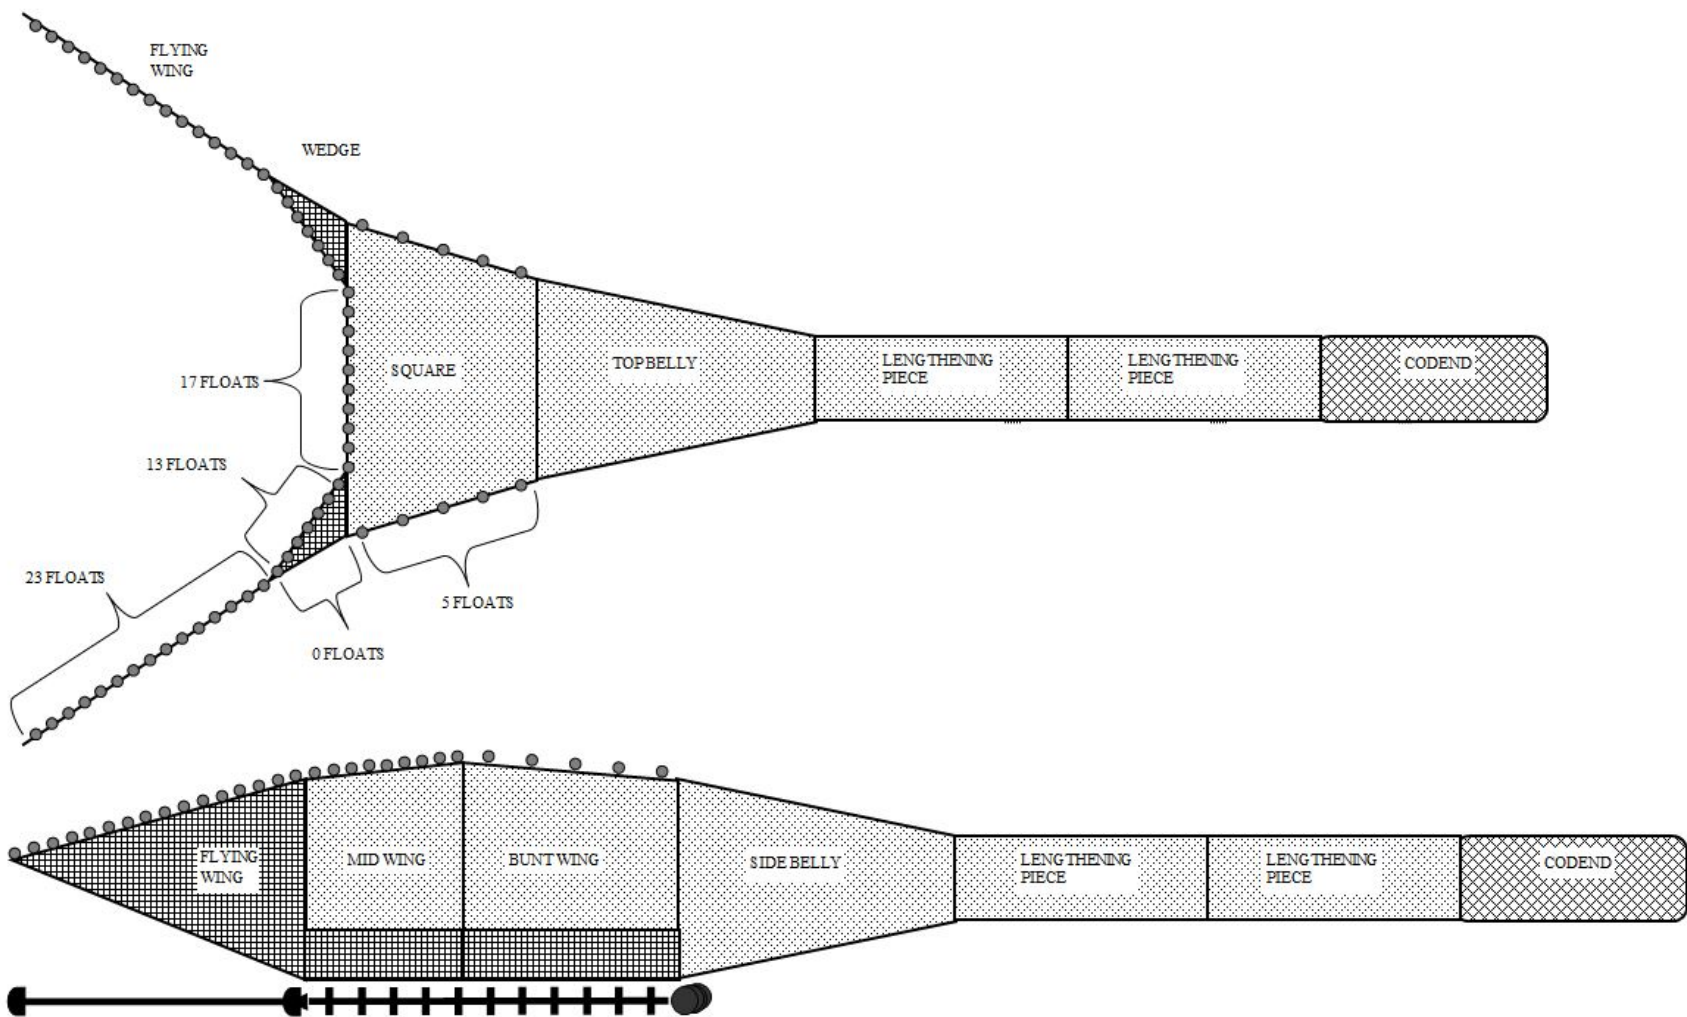 FLYING
WING
WEDGE
SQUARE
TOP BELLY
LENGTHENING
PIECE
LENGTHENING
PIECE
CODEND
17 FLOATS
13 FLOATS
23 FLOATS
5 FLOATS
0 FLOATS
FLYING
WING
MID WING
BUNT WING
SIDE BELLY
LENGTHENING
PIECE
LENGTHENING
PIECE
CODEND